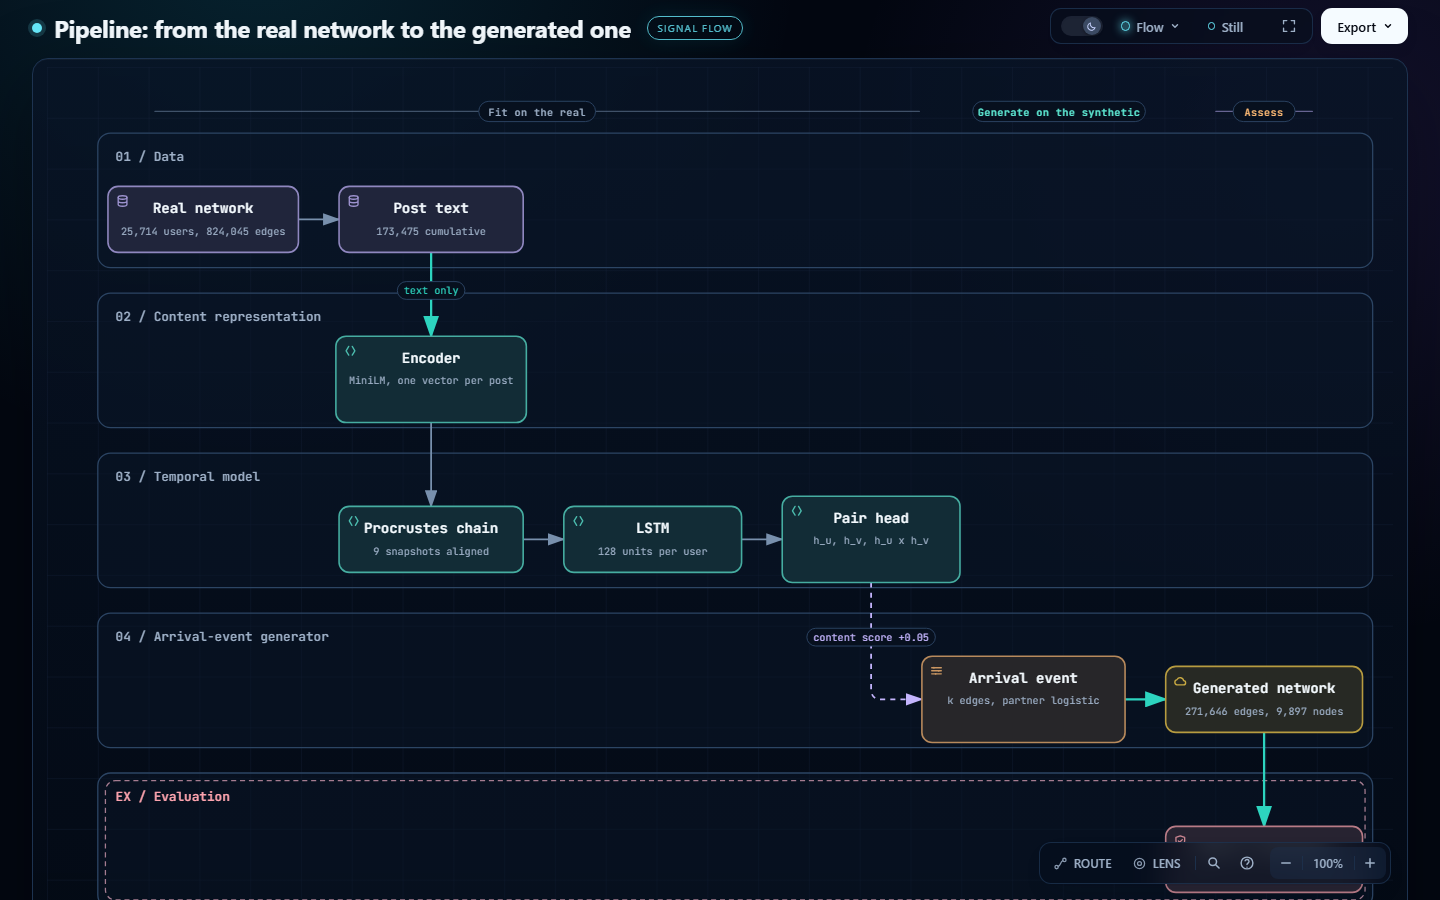 Pipeline: from the real network to the generated one
SIGNAL FLOW
Flow
Still
Export
Fit on the real
Generate on the synthetic
Assess
01 / Data
Real network
25,714 users, 824,045 edges
Post text
173,475 cumulative
text only
02 / Content representation
Encoder
MiniLM, one vector per post
03 / Temporal model
Procrustes chain
9 snapshots aligned
LSTM
128 units per user
Pair head
h_u, h_v, h_u x h_v
04 / Arrival-event generator
content score +0.05
Arrival event
k edges, partner logistic
Generated network
271,646 edges, 9,897 nodes
EX / Evaluation
ROUTE
LENS
100%